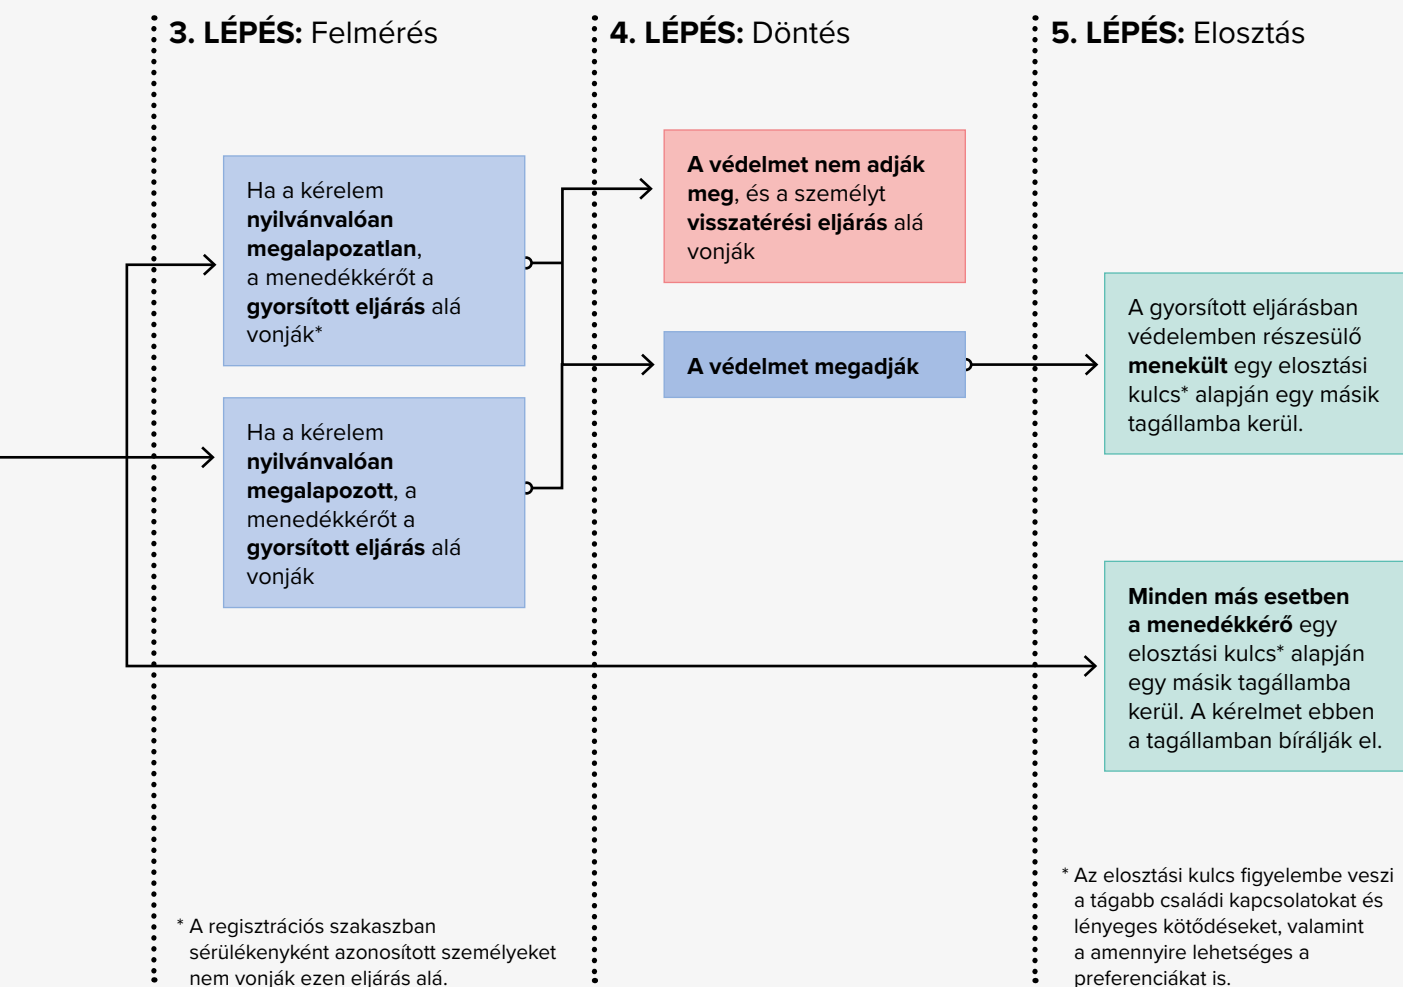 3. LÉPÉS: Felmérés
Ha a kérelem
nyilvánvalóan
megalapozatlan,
a menedékkérőt a
gyorsított eljárás alá
vonják*
Ha a kérelem
nyilvánvalóan
megalapozott, a
menedékkérőt a
gyorsított eljárás alá
vonják
* A regisztrációs szakaszban
sérülékenyként azonosított személyeket
nem vonják ezen eljárás alá.
4. LÉPÉS: Döntés
A védelmet nem adják
meg, és a személyt
visszatérési eljárás alá
vonják
A védelmet megadják
5. LÉPÉS: Elosztás
A gyorsított eljárásban
védelemben részesülő
menekült egy elosztási
kulcs* alapján egy másik
tagállamba kerül.
Minden más esetben
a menedékkérő egy
elosztási kulcs* alapján
egy másik tagállamba
kerül. A kérelmet ebben
a tagállamban bírálják el.
* Az elosztási kulcs figyelembe veszi
a tágabb családi kapcsolatokat és
lényeges kötődéseket, valamint
a amennyire lehetséges a
preferenciákat is.